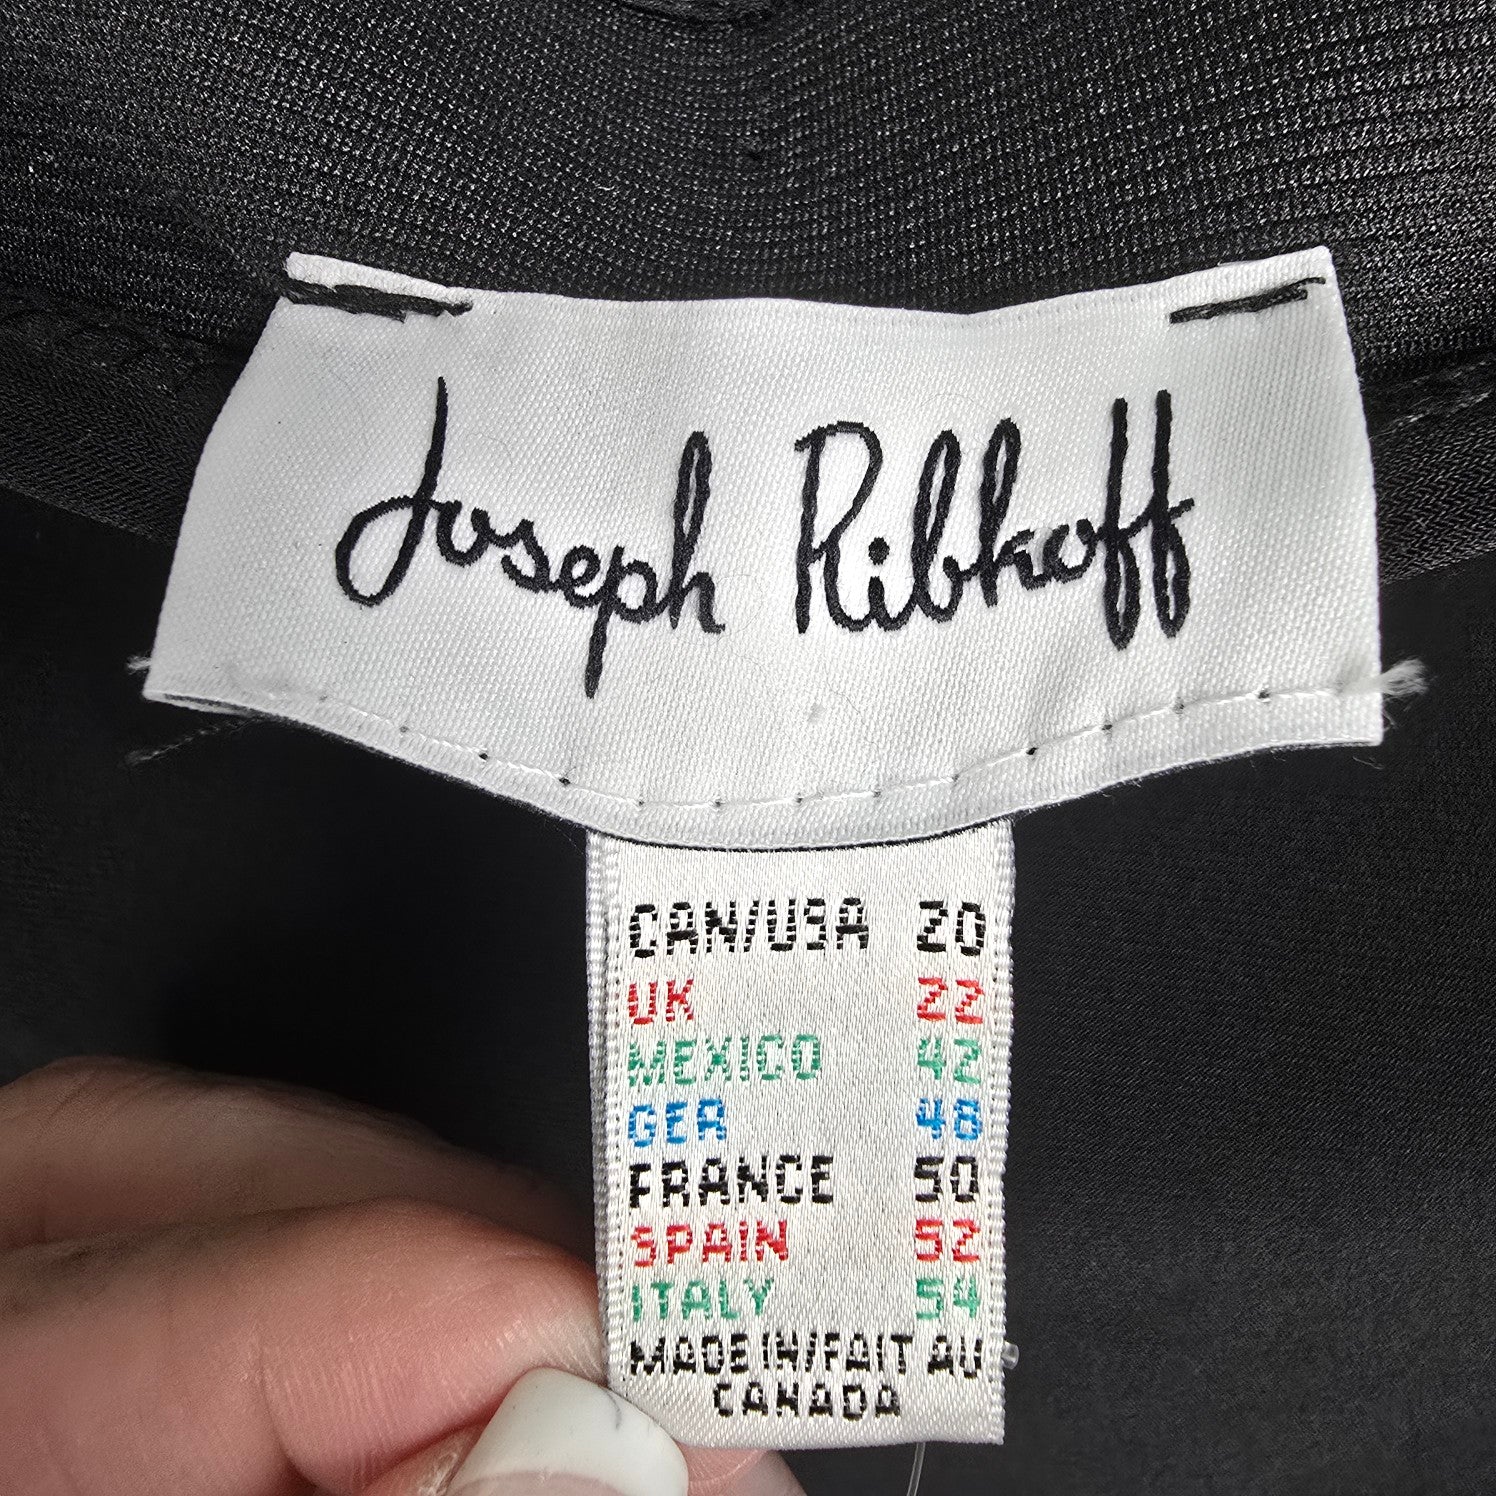 Joseph Ribkoff
CAN/USA 20
UK 22
MEXICO 42
GER 48
FRANCE 50
SPAIN 52
ITALY 54
MADE IN/FAIT AU
CANADA